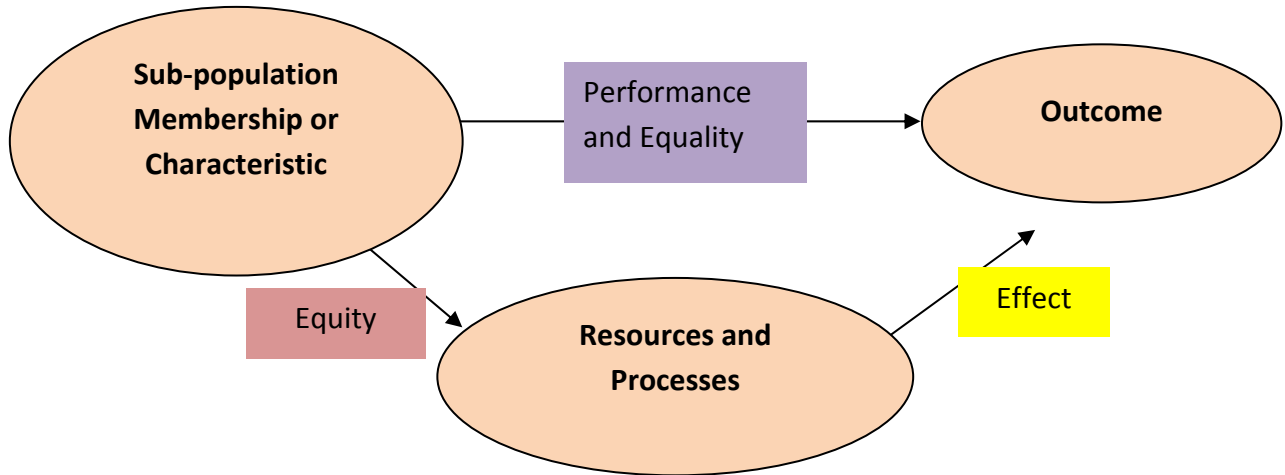 Sub-population
Membership or
Characteristic
Performance
and Equality
Outcome
Equity
Effect
Resources and
Processes